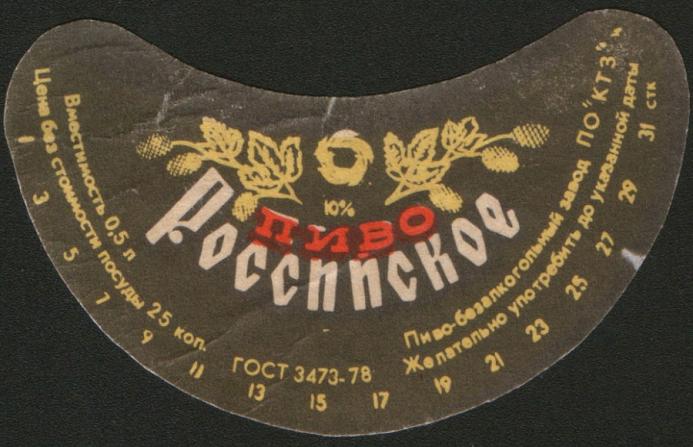 Вместимость 0,5 л
Цена без стоимости посуды 25 коп.
10%
ПИВО
Российское
ГОСТ 3473-78
Пиво-безалкогольный завод ПО "КТЗ"
Желательно употребить до указанной даты
1 3 5 7 9 11 13 15 17 19 21 23 25 27 29 31 стк